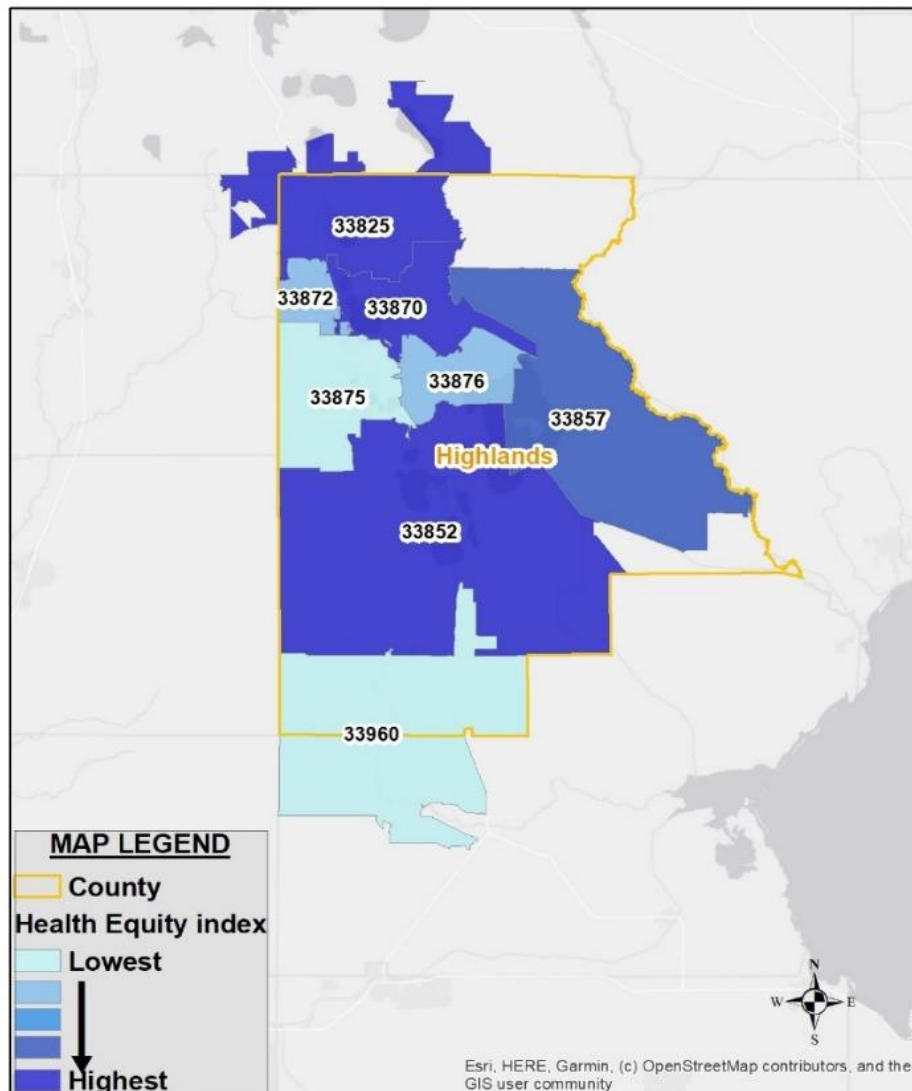 33825
33872
33870
33876
33875
33857
Highlands
33852
33960
MAP LEGEND
County
Health Equity index
Lowest
Highest
N
W E
S
Esri, HERE, Garmin, (c) OpenStreetMap contributors, and the
GIS user community